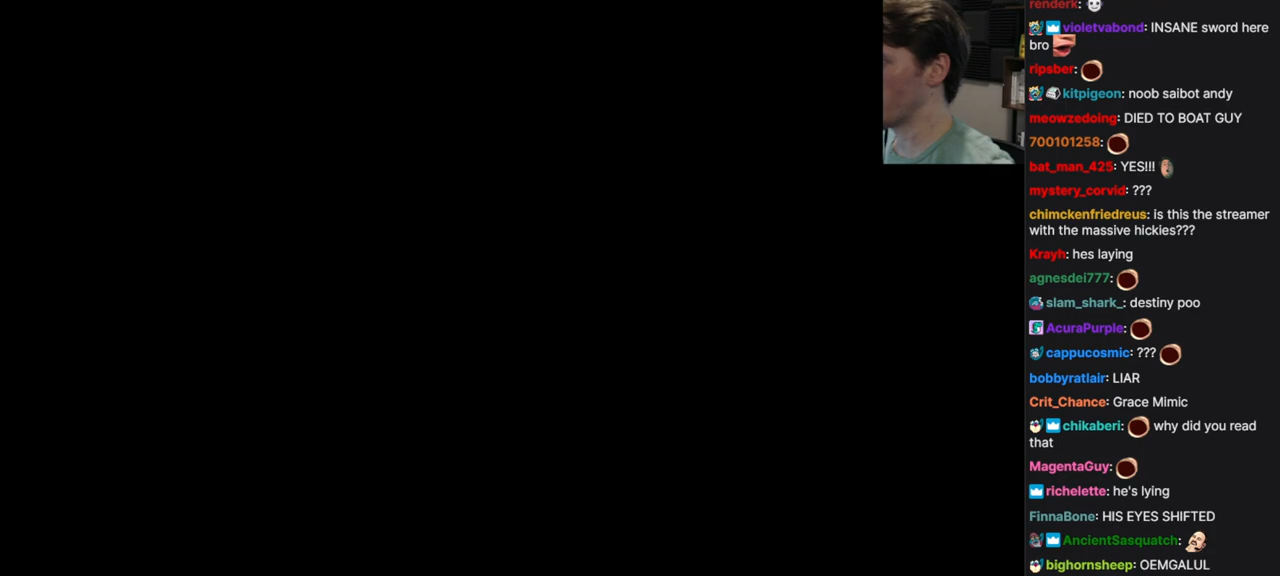 renderk:
violetvabond: INSANE sword here
bro
ripsber:
kitpigeon: noob saibot andy
meowzedoing: DIED TO BOAT GUY
700101258:
bat_man_425: YES!!!
mystery_corvid: ???
chimckenfriedreus: is this the streamer
with the massive hickies???
Krayh: hes laying
agnesdei777:
slam_shark_: destiny poo
AcuraPurple:
cappucosmic: ???
bobbyratlair: LIAR
Crit_Chance: Grace Mimic
chikaberi: why did you read
that
MagentaGuy:
richelette: he's lying
FinnaBone: HIS EYES SHIFTED
AncientSasquatch:
bighornsheep: OEMGALUL